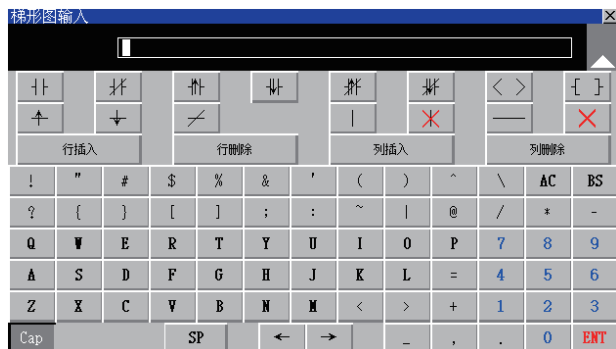 梯形图输入 X
< > [ ]
行插入 行删除 列插入 列删除
! " # $ % & ' ( ) ^ \ AC BS
? { } [ ] ; : ~ | @ / * -
Q W E R T Y U I O P 7 8 9
A S D F G H J K L = 4 5 6
Z X C V B N M < > + 1 2 3
Cap SP ← → _ , . 0 ENT